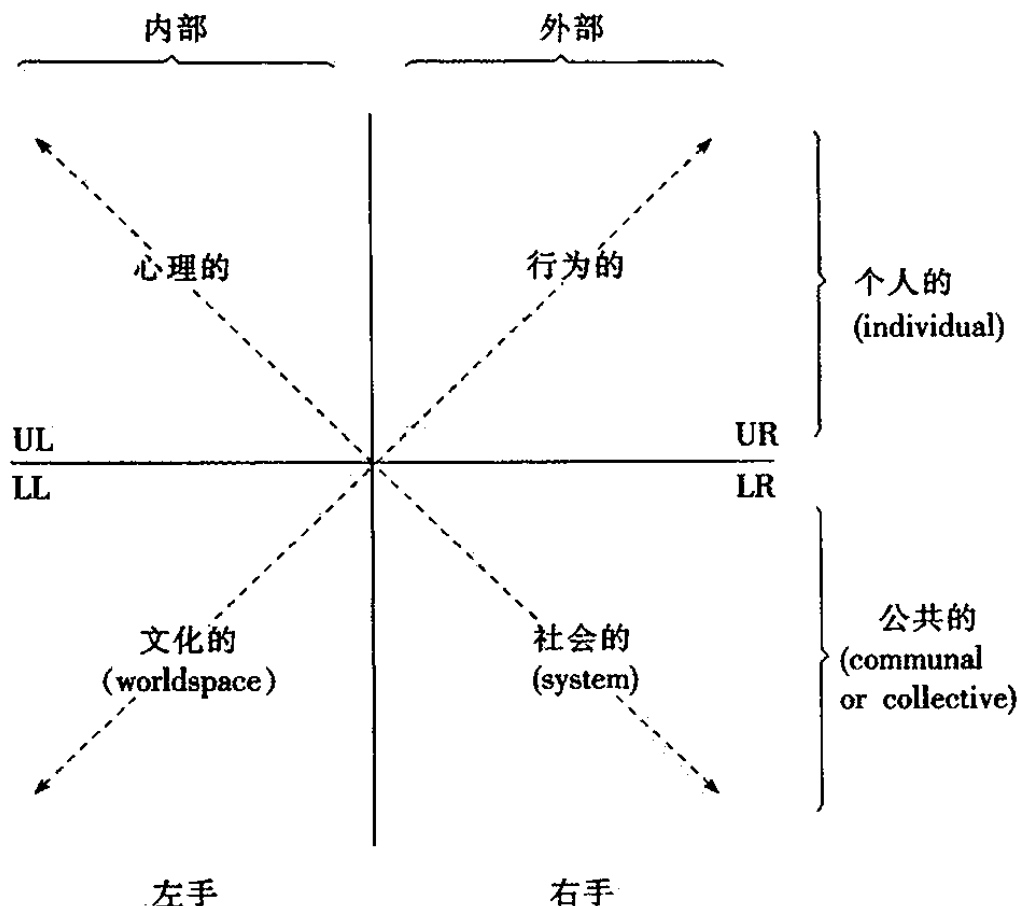 内部
外部
心理的
行为的
个人的
(individual)
UL
UR
LL
LR
文化的
(worldspace)
社会的
(system)
公共的
(communal
or collective)
左手
右手